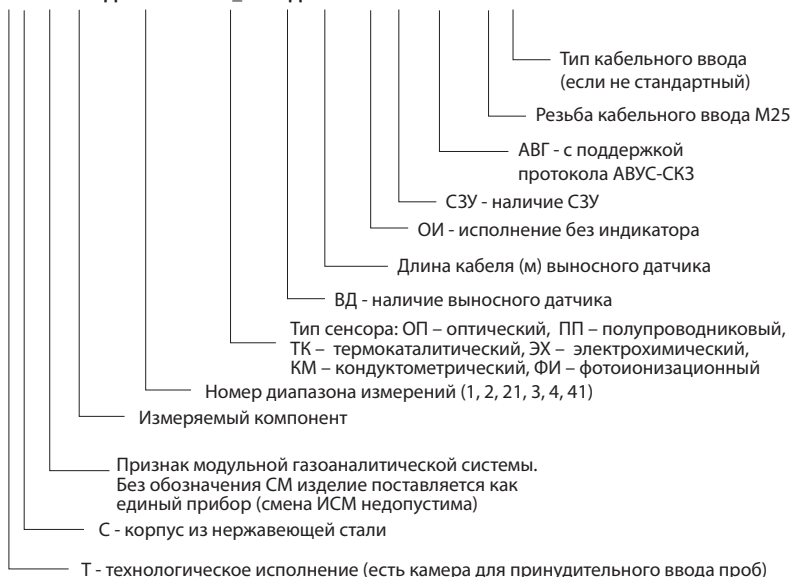 Тип кабельного ввода
(если не стандартный)
Резьба кабельного ввода М25
АВГ - с поддержкой
протокола АВУС-СКЗ
СЗУ - наличие СЗУ
ОИ - исполнение без индикатора
Длина кабеля (м) выносного датчика
ВД - наличие выносного датчика
Тип сенсора: ОП – оптический, ПП – полупроводниковый,
ТК – термокаталитический, ЭХ – электрохимический,
КМ – кондуктометрический, ФИ – фотоионизационный
Номер диапазона измерений (1, 2, 21, 3, 4, 41)
Измеряемый компонент
Признак модульной газоаналитической системы.
Без обозначения СМ изделие поставляется как
единый прибор (смена ИСМ недопустима)
С - корпус из нержавеющей стали
Т - технологическое исполнение (есть камера для принудительного ввода проб)